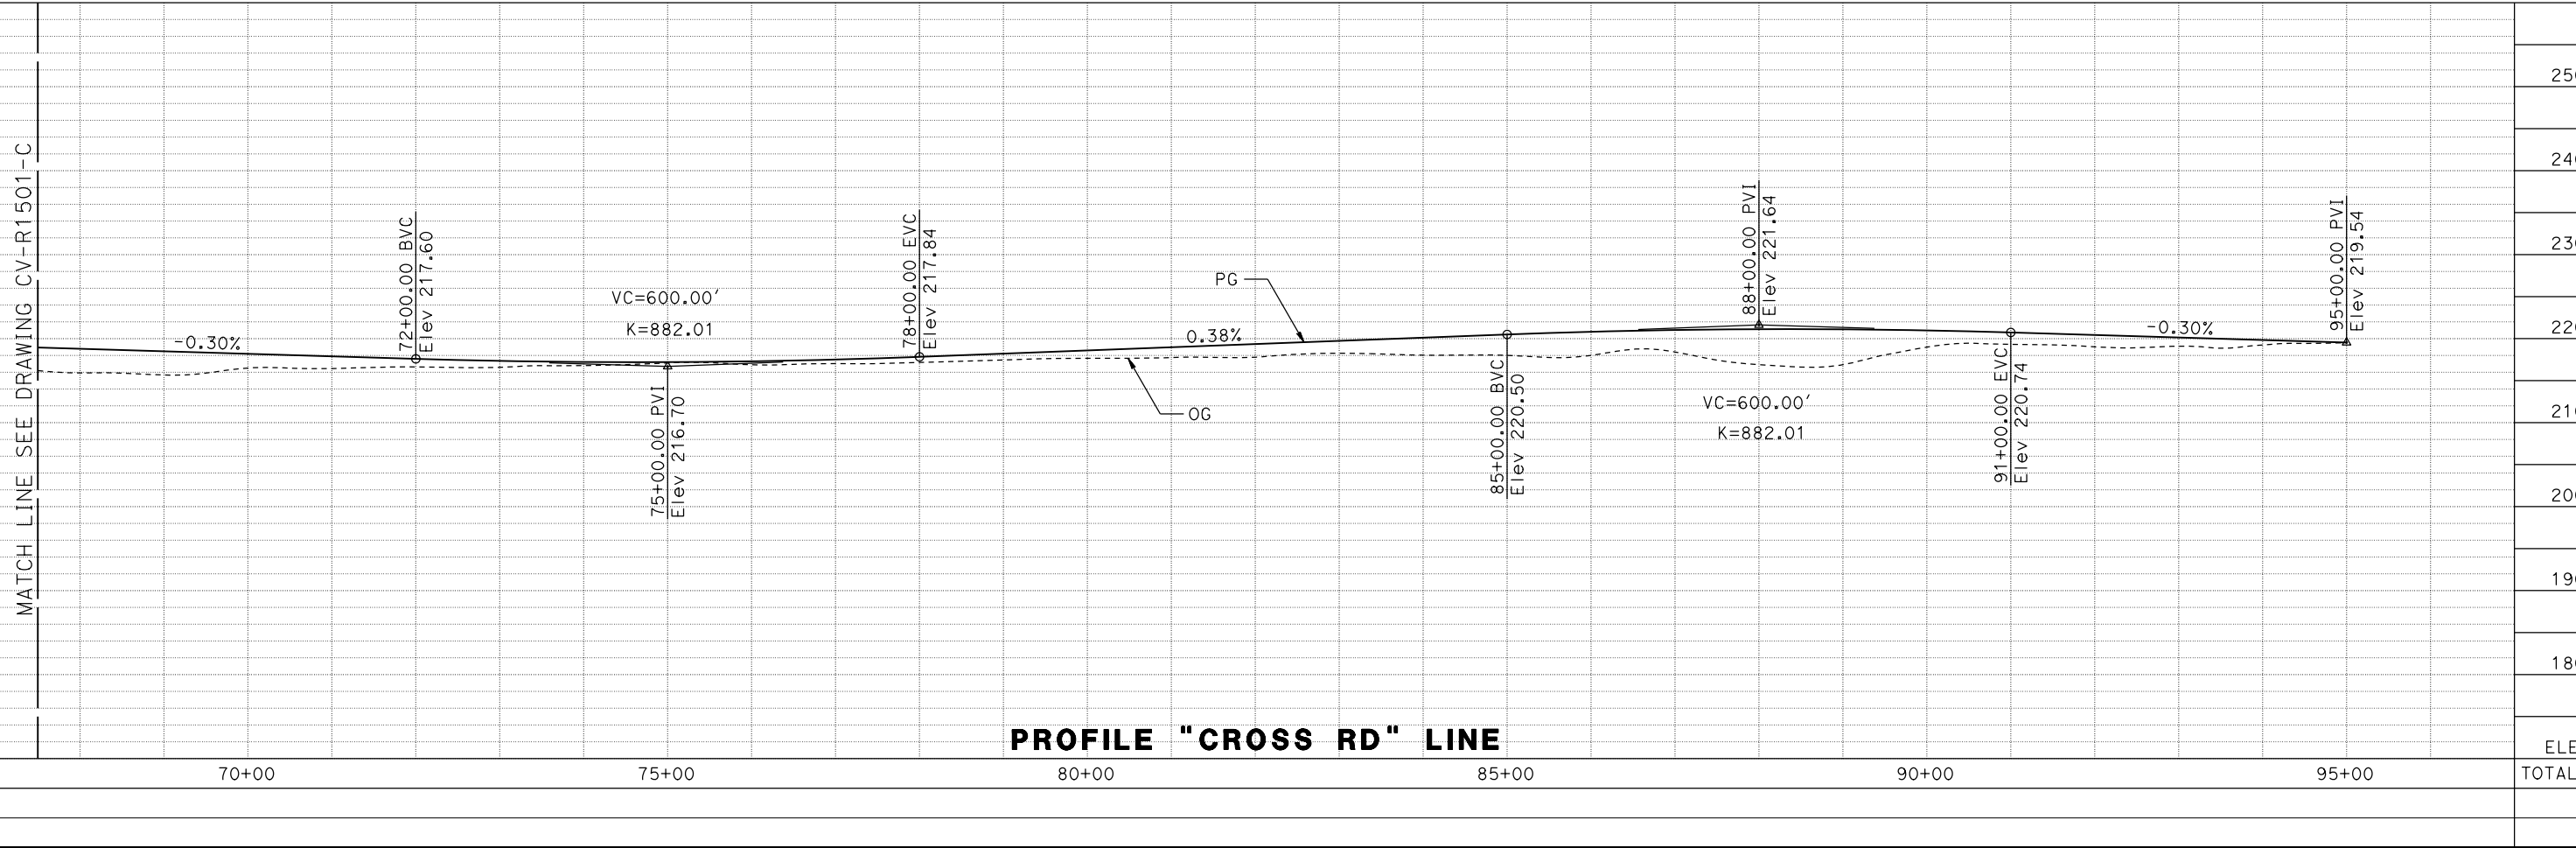 MATCH LINE SEE DRAWING CV-R1501-C
-0.30%
72+00.00 BVC
Elev 217.60
VC=600.00'
K=882.01
75+00.00 PVI
Elev 216.70
78+00.00 EVC
Elev 217.84
PG
0.38%
OG
85+00.00 BVC
Elev 220.50
88+00.00 PVI
Elev 221.64
VC=600.00'
K=882.01
91+00.00 EVC
Elev 220.74
-0.30%
95+00.00 PVI
Elev 219.54
PROFILE "CROSS RD" LINE
70+00
75+00
80+00
85+00
90+00
95+00
TOTAL